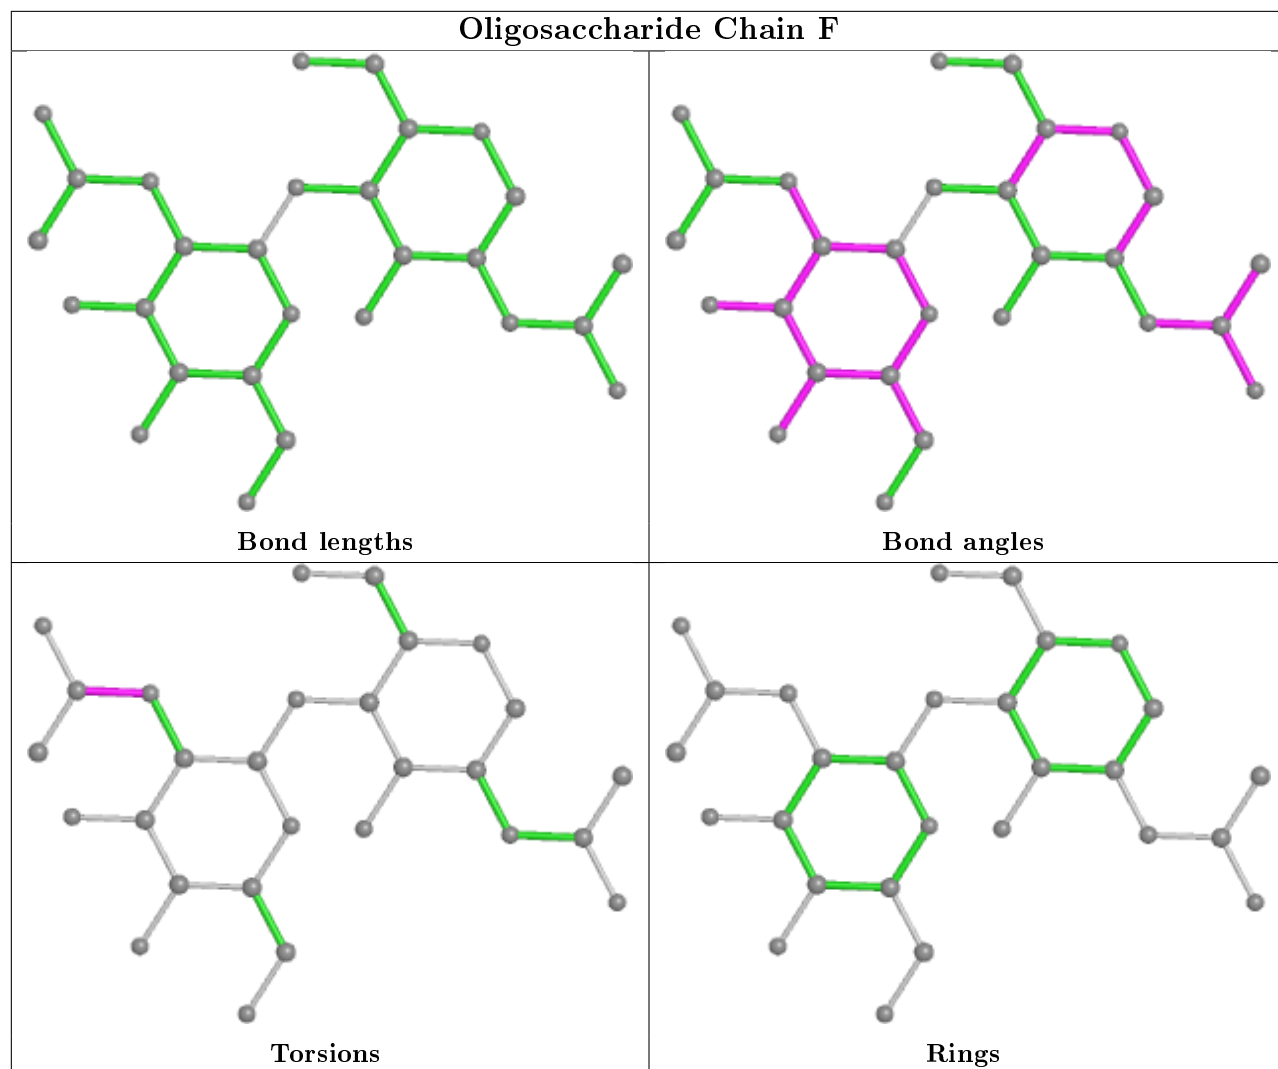 Oligosaccharide Chain F
Bond lengths
Bond angles
Torsions
Rings